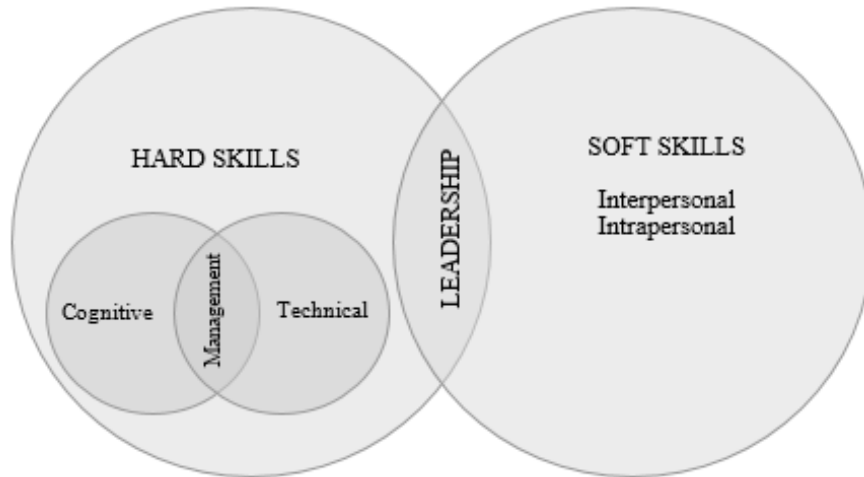 HARD SKILLS
Cognitive
Management
Technical
LEADERSHIP
SOFT SKILLS
Interpersonal
Intrapersonal